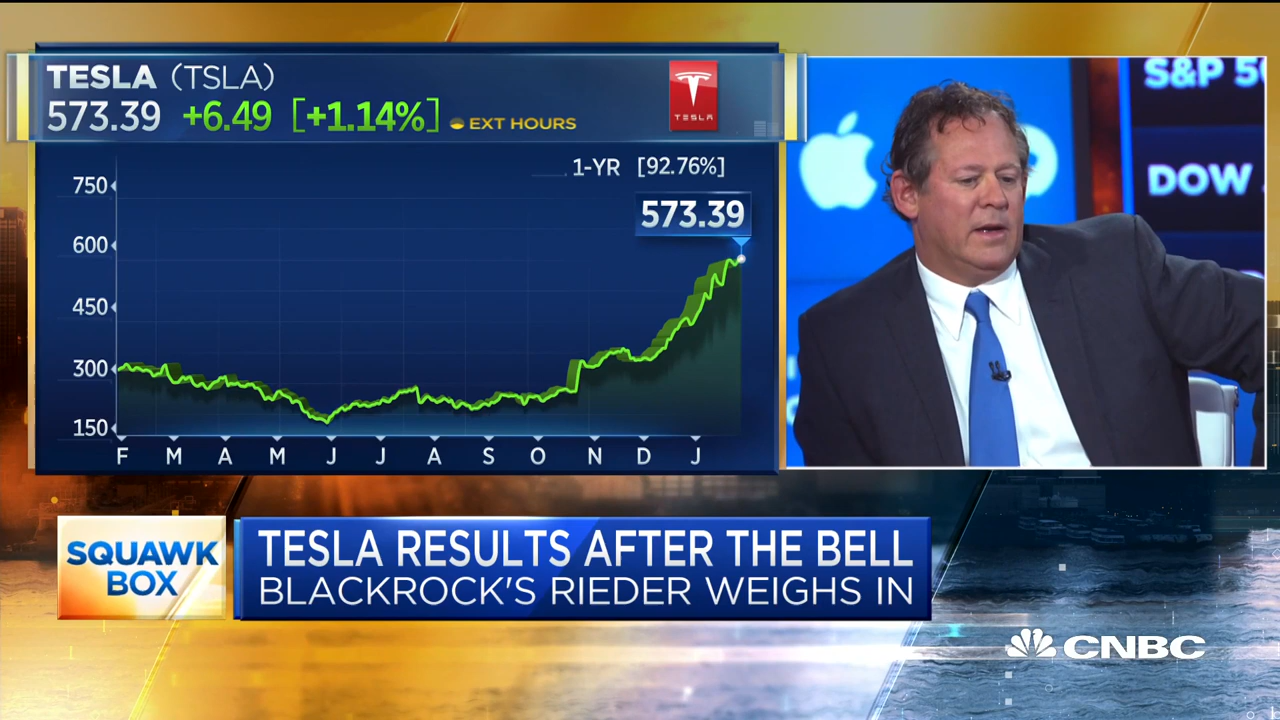 TESLA (TSLA)
573.39 +6.49 [+1.14%] EXT HOURS
TESLA
1-YR [92.76%]
573.39
750
600
450
300
150
F M A M J J A S O N D J
S&P 50
DOW
SQUAWK
BOX
TESLA RESULTS AFTER THE BELL
BLACKROCK'S RIEDER WEIGHS IN
CNBC